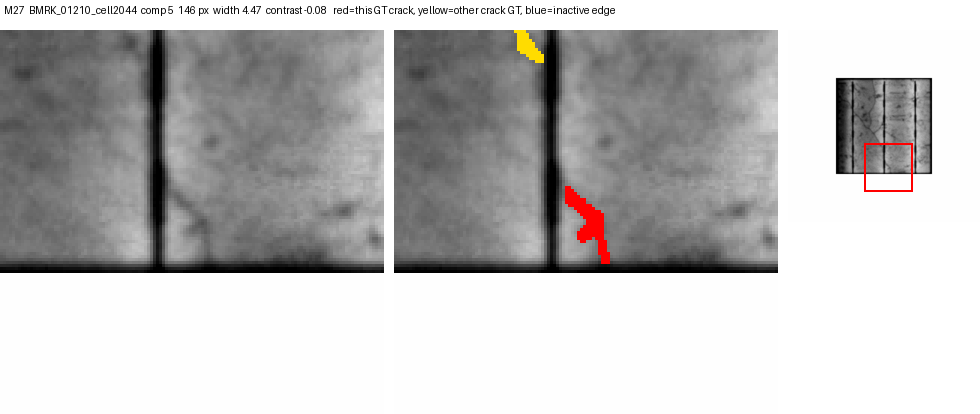 M27 BMRK_01210_cell2044 comp 5 146 px width 4.47 contrast -0.08 red=this GT crack, yellow=other crack GT, blue=inactive edge